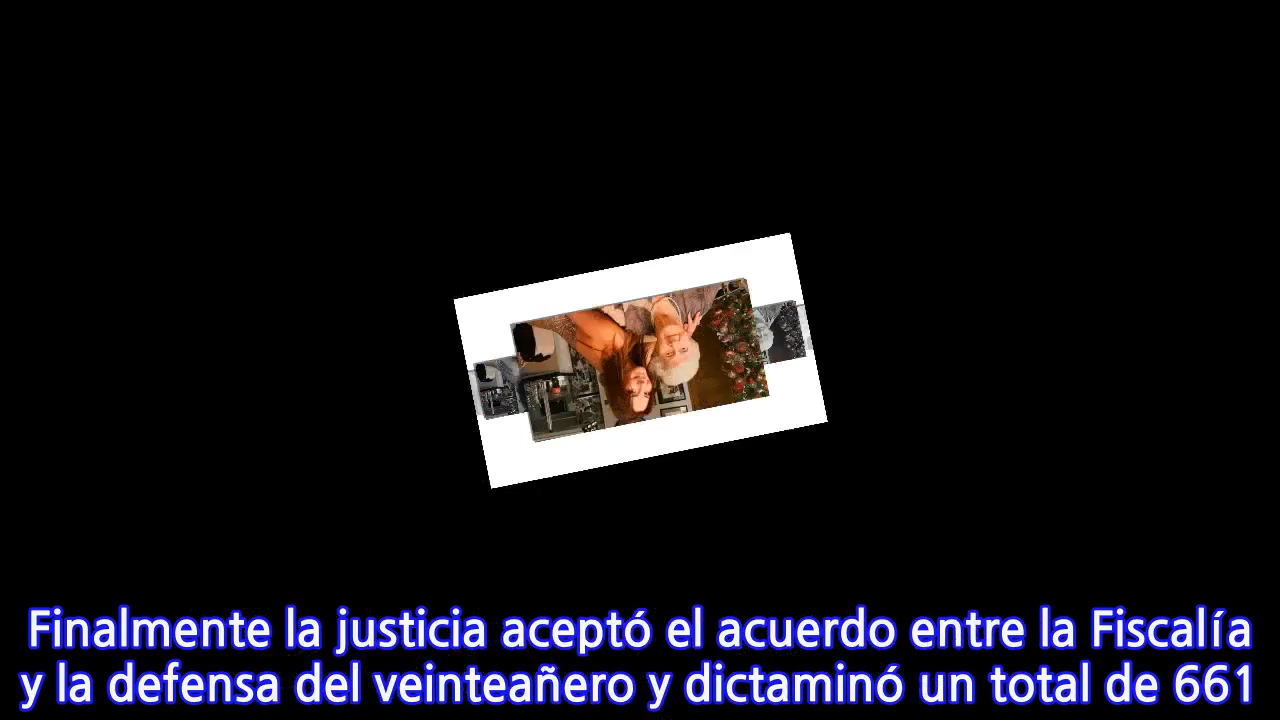 Finalmente la justicia aceptó el acuerdo entre la Fiscalía
y la defensa del veinteañero y dictaminó un total de 661